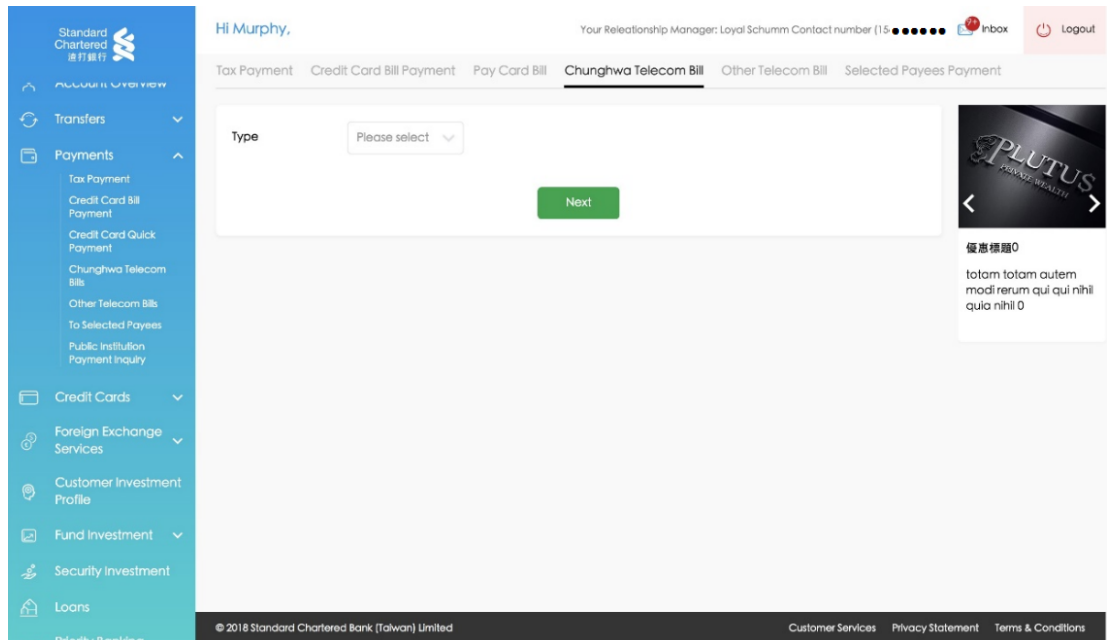 Standard
Chartered
渣打銀行
Hi Murphy,
Your Releationship Manager: Loyal Schumm Contact number (15-●●●●●●
9+
Inbox
Logout
Account Overview
Transfers
Payments
Tax Payment
Credit Card Bill
Payment
Credit Card Quick
Payment
Chunghwa Telecom
Bills
Other Telecom Bills
To Selected Payees
Public Institution
Payment Inquiry
Credit Cards
Foreign Exchange
Services
Customer Investment
Profile
Fund Investment
Security Investment
Loans
Priority Banking
Tax Payment Credit Card Bill Payment Pay Card Bill Chunghwa Telecom Bill Other Telecom Bill Selected Payees Payment
Type Please select
Next
PLUTUS
PRIVATE WEALTH
優惠標題0
totam totam autem
modi rerum qui qui nihil
quia nihil 0
© 2018 Standard Chartered Bank (Taiwan) Limited
Customer Services Privacy Statement Terms & Conditions